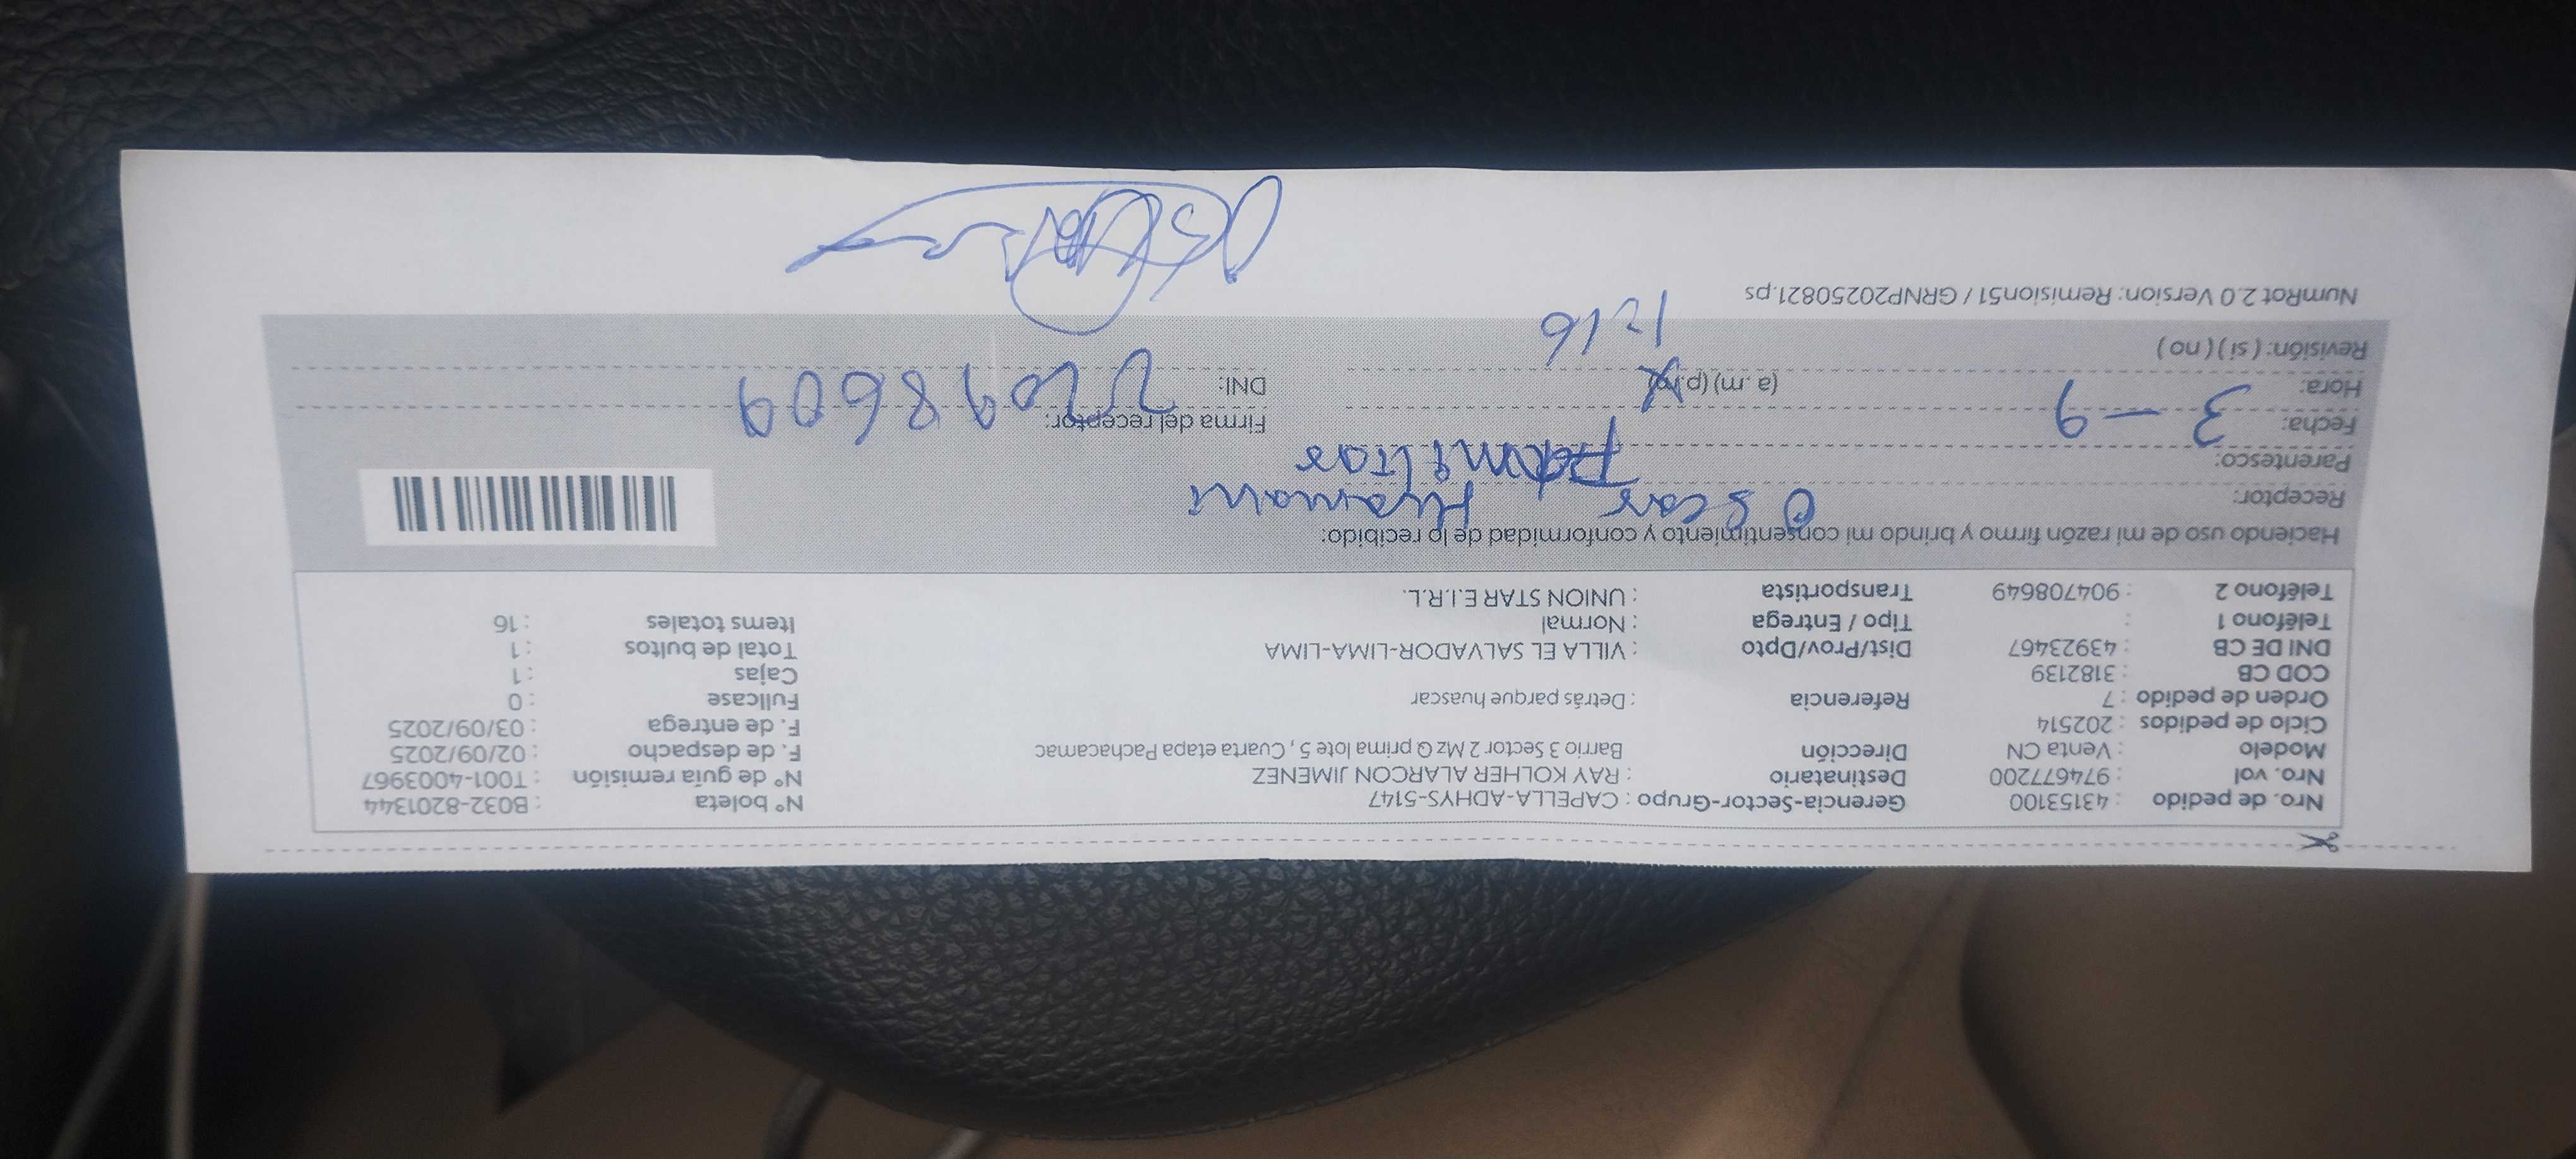 Nro. de pedido : 43153100 Gerencia-Sector-Grupo : CAPELLA-ADHYS-5147 N° boleta : B032-8201344
Nro. vol : 974677200 Destinatario : RAY KOLHER ALARCON JIMENEZ N° de guía remisión : T001-4003967
Modelo : Venta CN Dirección Barrio 3 Sector 2 Mz Q prima lote 5 , Cuarta etapa Pachacamac F. de despacho : 02/09/2025
Ciclo de pedidos : 202514 F. de entrega : 03/09/2025
Orden de pedido : 7 Referencia : Detrás parque huascar Fullcase : 0
COD CB : 3182139 Cajas : 1
DNI DE CB : 43923467 Dist/Prov/Dpto : VILLA EL SALVADOR-LIMA-LIMA Total de bultos : 1
Teléfono 1 : Tipo / Entrega : Normal Items totales : 16
Teléfono 2 : 904708649 Transportista : UNION STAR E.I.R.L.
Haciendo uso de mi razón firmo y brindo mi consentimiento y conformidad de lo recibido:
Receptor: Oscar Huamani
Parentesco: Familiar
Fecha: 3-9 Firma del receptor:
Hora: (a. m) (p.m) DNI:
Revisión: ( si ) ( no ) 1:16
NumRot 2.0 Version: Remision51 / GRNP20250821.ps